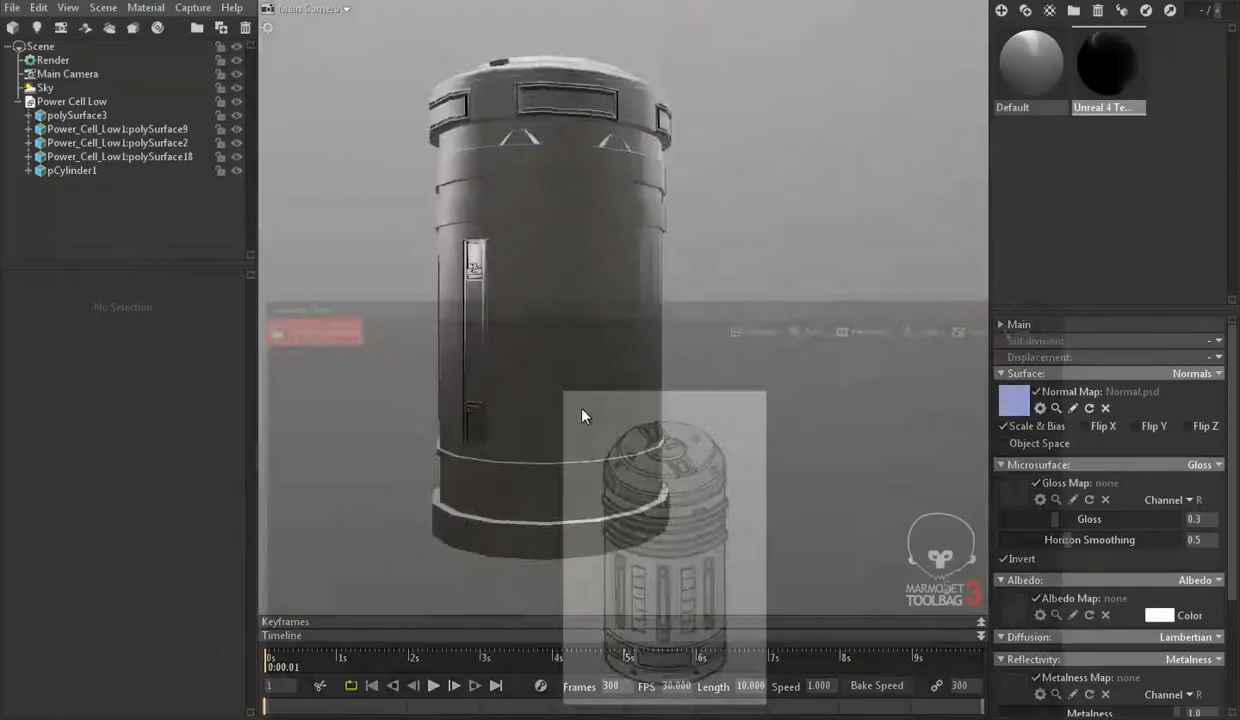 File Edit View Scene Material Capture Help
Main Camera
- / +
Scene
Render
Main Camera
Sky
Power Cell Low
polySurface3
Power_Cell_Low1:polySurface9
Power_Cell_Low1:polySurface2
Power_Cell_Low1:polySurface18
pCylinder1
No Selection
Default
Unreal 4 Te...
Main
Subdivision: -
Displacement: -
Surface: Normals
Normal Map: Normal.psd
Scale & Bias Flip X Flip Y Flip Z
Object Space
Microsurface: Gloss
Gloss Map: none
Channel R
Gloss 0.3
Horizon Smoothing 0.5
Invert
Albedo: Albedo
Albedo Map: none
Color
Diffusion: Lambertian
Reflectivity: Metalness
Metalness Map: none
Channel R
Metalness 1.0
MARMOSET
TOOLBAG 3
Keyframes
Timeline
0s 1s 2s 3s 4s 5s 6s 7s 8s 9s
0:00.01
1 Frames 300 FPS 30.000 Length 10.000 Speed 1.000 Bake Speed 300